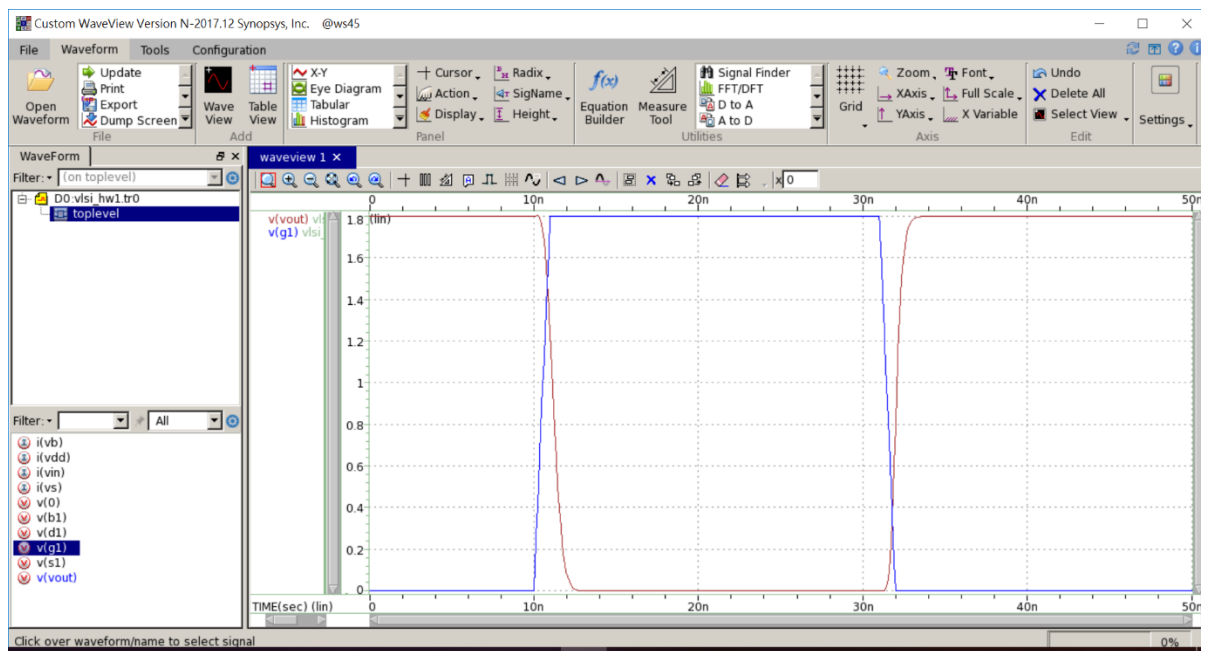 Custom WaveView Version N-2017.12 Synopsys, Inc. @ws45
File Waveform Tools Configuration
Open Waveform
Update
Print
Export
Dump Screen
File
Wave View
Table View
Add
X-Y
Eye Diagram
Tabular
Histogram
Cursor
Action
Display
Radix
SigName
Height
Panel
f(x)
Equation Builder
Measure Tool
Signal Finder
FFT/DFT
D to A
A to D
Utilities
Grid
Zoom
XAxis
YAxis
Font
Full Scale
X Variable
Axis
Undo
Delete All
Select View
Edit
Settings
WaveForm
Filter: (on toplevel)
D0:vlsi_hw1.tr0
toplevel
Filter: All
i(vb)
i(vdd)
i(vin)
i(vs)
v(0)
v(b1)
v(d1)
v(g1)
v(s1)
v(vout)
waveview 1
x 0
0 10n 20n 30n 40n 50n
v(vout) vls
v(g1) vlsi_
1.8 (lin)
1.6
1.4
1.2
1
0.8
0.6
0.4
0.2
0
TIME(sec) (lin) 0 10n 20n 30n 40n 50n
Click over waveform/name to select signal
0%